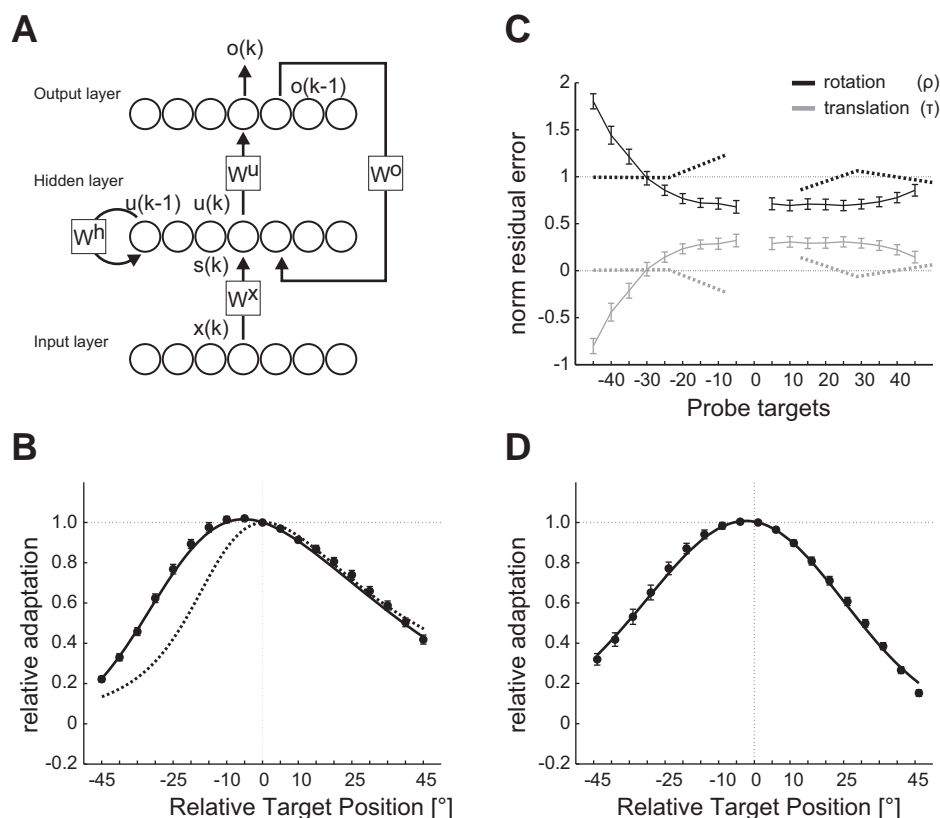 A
o(k)
Output layer
o(k-1)
Wu
Wo
Hidden layer
u(k-1) u(k)
Wh
s(k)
Wx
x(k)
Input layer
C
2
1.5
1
0.5
0
-0.5
-1
norm residual error
rotation (ρ)
translation (τ)
-40 -30 -20 -10 0 10 20 30 40
Probe targets
B
1.0
0.8
0.6
0.4
0.2
0
-0.2
relative adaptation
-45 -25 -10 0 10 25 45
Relative Target Position [°]
D
1.0
0.8
0.6
0.4
0.2
0
-0.2
relative adaptation
-45 -25 -10 0 10 25 45
Relative Target Position [°]